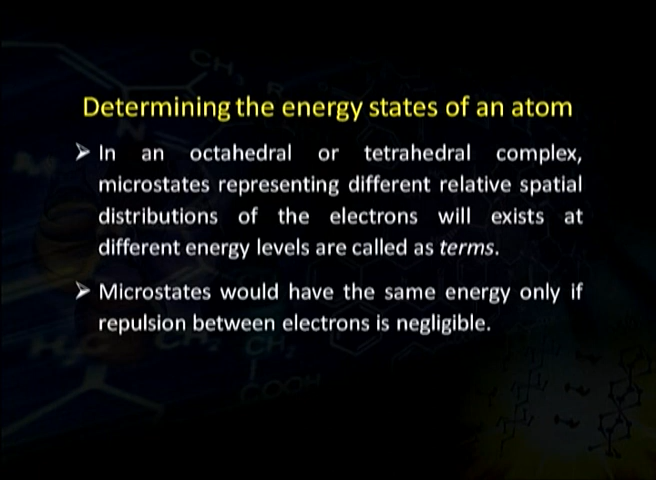 Determining the energy states of an atom
➢ In an octahedral or tetrahedral complex,
microstates representing different relative spatial
distributions of the electrons will exists at
different energy levels are called as terms.
➢ Microstates would have the same energy only if
repulsion between electrons is negligible.
CH₃
COOH